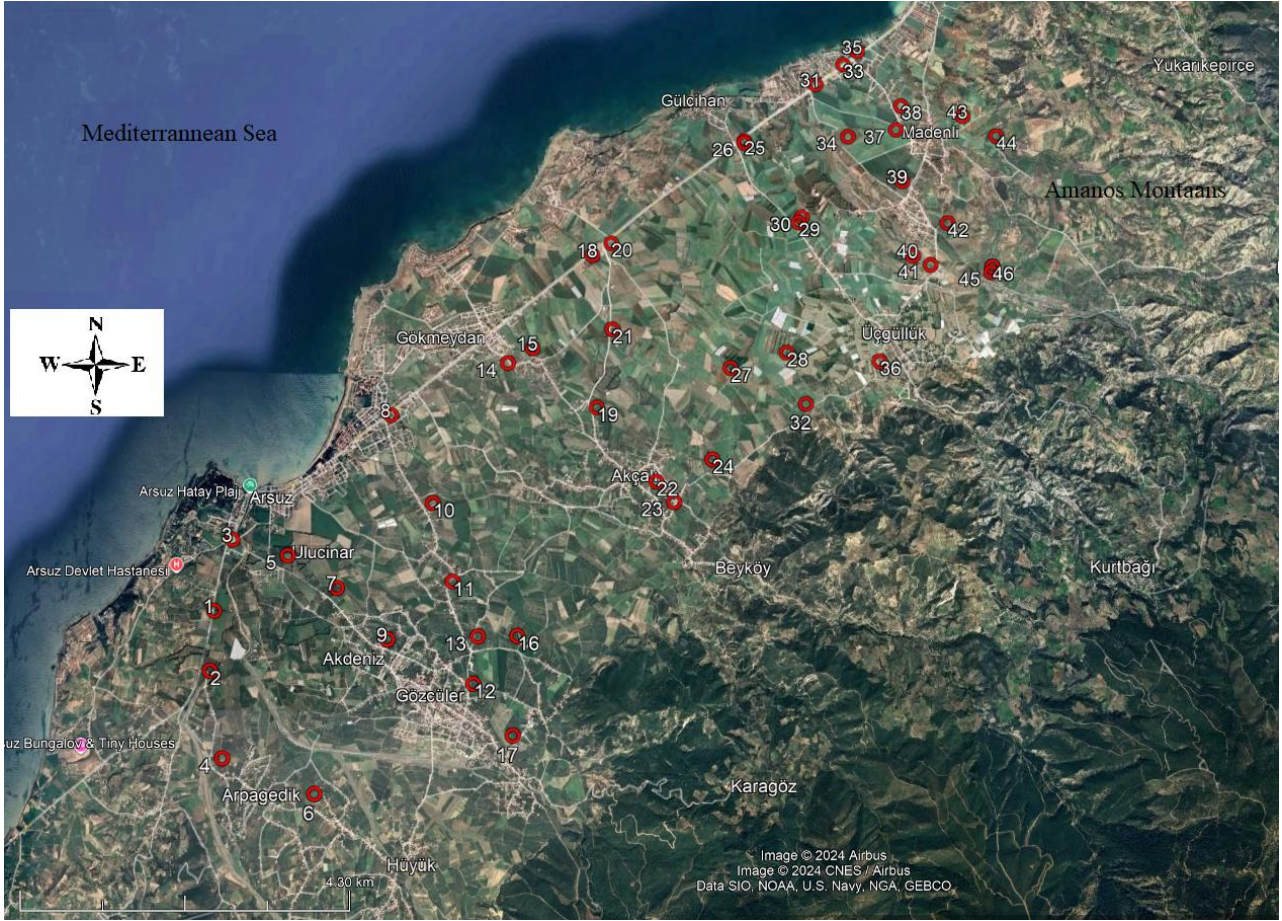 35
33
Yukarıkepirce
31
Gülcihan
38
43
Mediterrannean Sea
37
Madenli
34
44
26
25
39
Amanos Montaans
30
29
42
18
20
40
41
45
46
N
W
E
S
Gökmeydan
15
21
Üçgüllük
14
28
27
36
8
19
32
24
Akçalı
22
23
Arsuz Hatay Plajı
Arsuz
10
3
5
Ulucinar
Arsuz Devlet Hastanesi
H
7
11
Beyköy
Kurtbağı
1
9
13
16
Akdeniz
2
12
Gözcüler
suz Bungalov & Tiny Houses
17
4
Arpagedik
6
Karagöz
Hüyük
4.30 km
Image © 2024 Airbus
Image © 2024 CNES / Airbus
Data SIO, NOAA, U.S. Navy, NGA, GEBCO